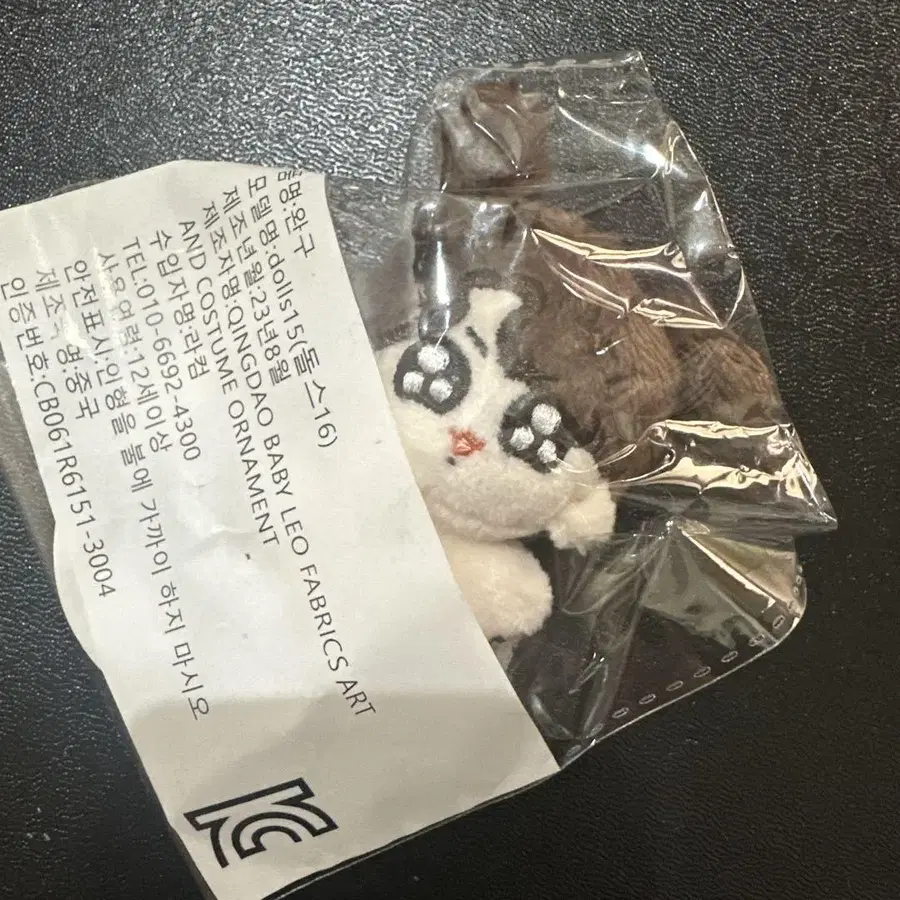 품명:완구
모델명:dolls15(돌스16)
제조년월:23년8월
제조자명:QINGDAO BABY LEO FABRICS ART
AND COSTUME ORNAMENT
수입자명:라컴
TEL:010-6692-4300
사용연령:12세이상
안전표시:인형을 불에 가까이 하지 마시오
제조국명:중국
인증번호:CB061R6151-3004